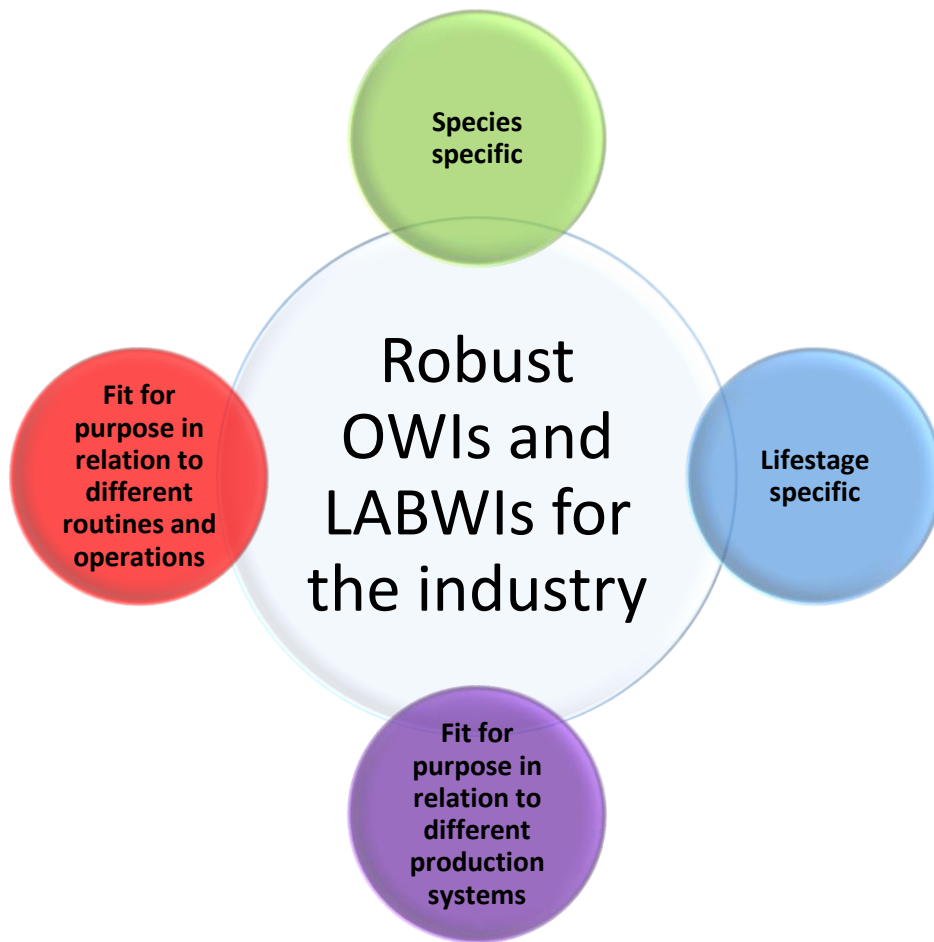 Species
specific
Robust
OWIs and
LABWIs for
the industry
Fit for
purpose in
relation to
different
routines and
operations
Lifestage
specific
Fit for
purpose in
relation to
different
production
systems